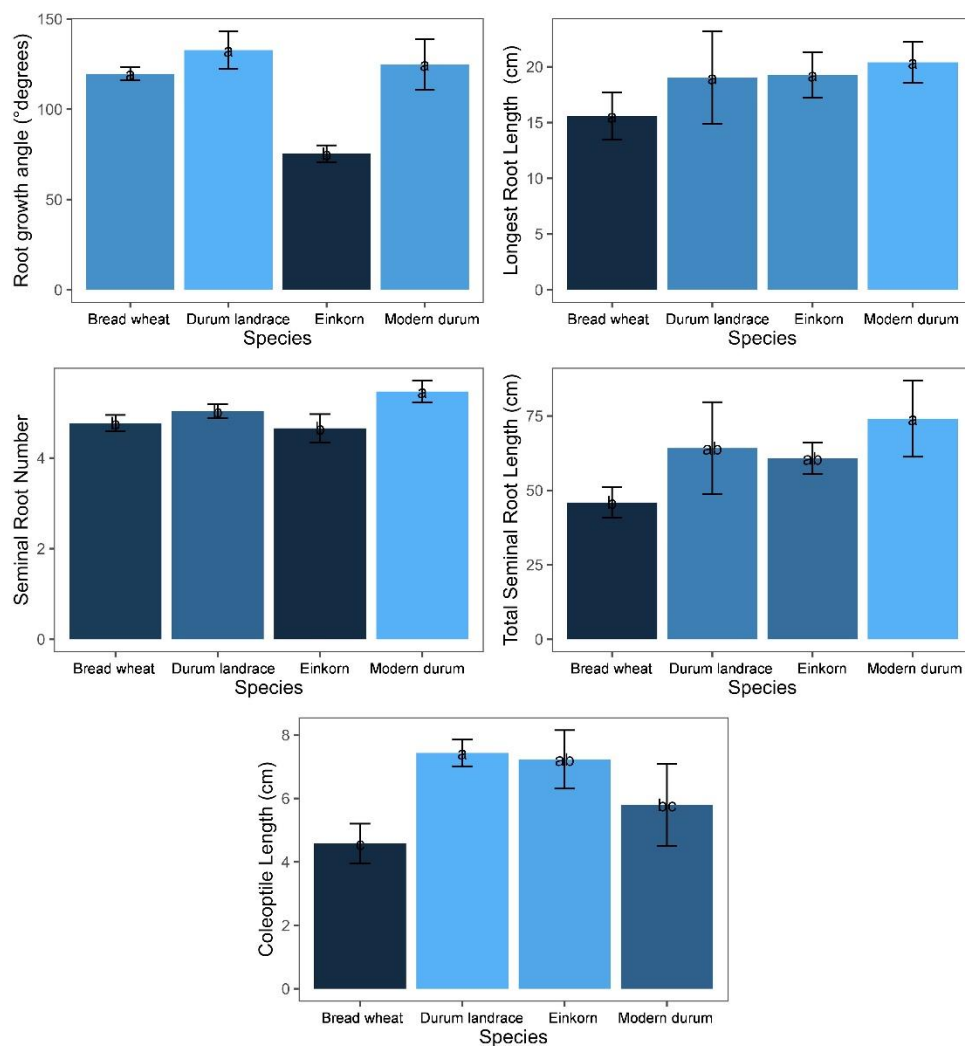 Root growth angle (°degrees)
150
100
50
0
a
a
b
a
Bread wheat Durum landrace Einkorn Modern durum
Species
Longest Root Length (cm)
20
15
10
5
0
a
a
a
a
Bread wheat Durum landrace Einkorn Modern durum
Species
Seminal Root Number
4
2
0
b
b
b
a
Bread wheat Durum landrace Einkorn Modern durum
Species
Total Seminal Root Length (cm)
75
50
25
0
b
ab
ab
a
Bread wheat Durum landrace Einkorn Modern durum
Species
Coleoptile Length (cm)
8
6
4
2
0
c
a
ab
bc
Bread wheat Durum landrace Einkorn Modern durum
Species